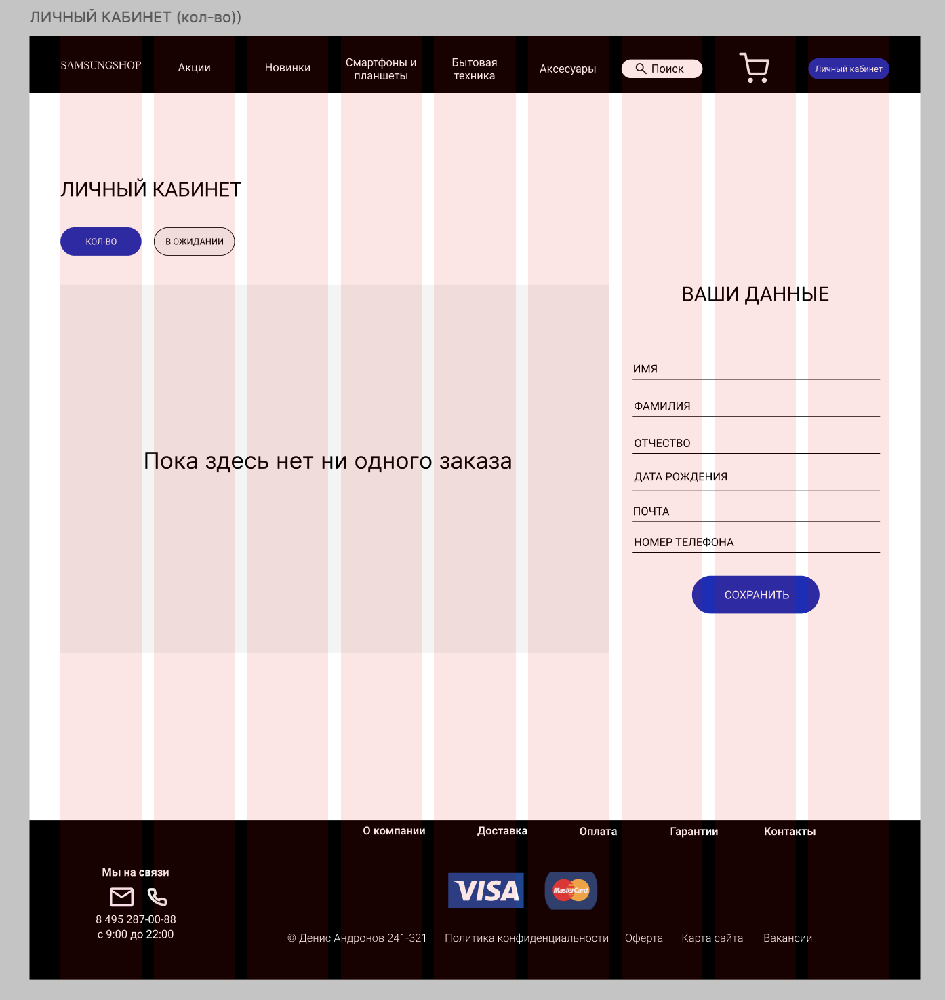 ЛИЧНЫЙ КАБИНЕТ (кол-во))
SAMSUNGSHOP
Акции
Новинки
Смартфоны и
планшеты
Бытовая
техника
Аксесуары
Поиск
Личный кабинет
ЛИЧНЫЙ КАБИНЕТ
КОЛ-ВО
В ОЖИДАНИИ
Пока здесь нет ни одного заказа
ВАШИ ДАННЫЕ
ИМЯ
ФАМИЛИЯ
ОТЧЕСТВО
ДАТА РОЖДЕНИЯ
ПОЧТА
НОМЕР ТЕЛЕФОНА
СОХРАНИТЬ
О компании
Доставка
Оплата
Гарантии
Контакты
Мы на связи
8 495 287-00-88
с 9:00 до 22:00
VISA
MasterCard.
© Денис Андронов 241-321
Политика конфиденциальности
Оферта
Карта сайта
Вакансии